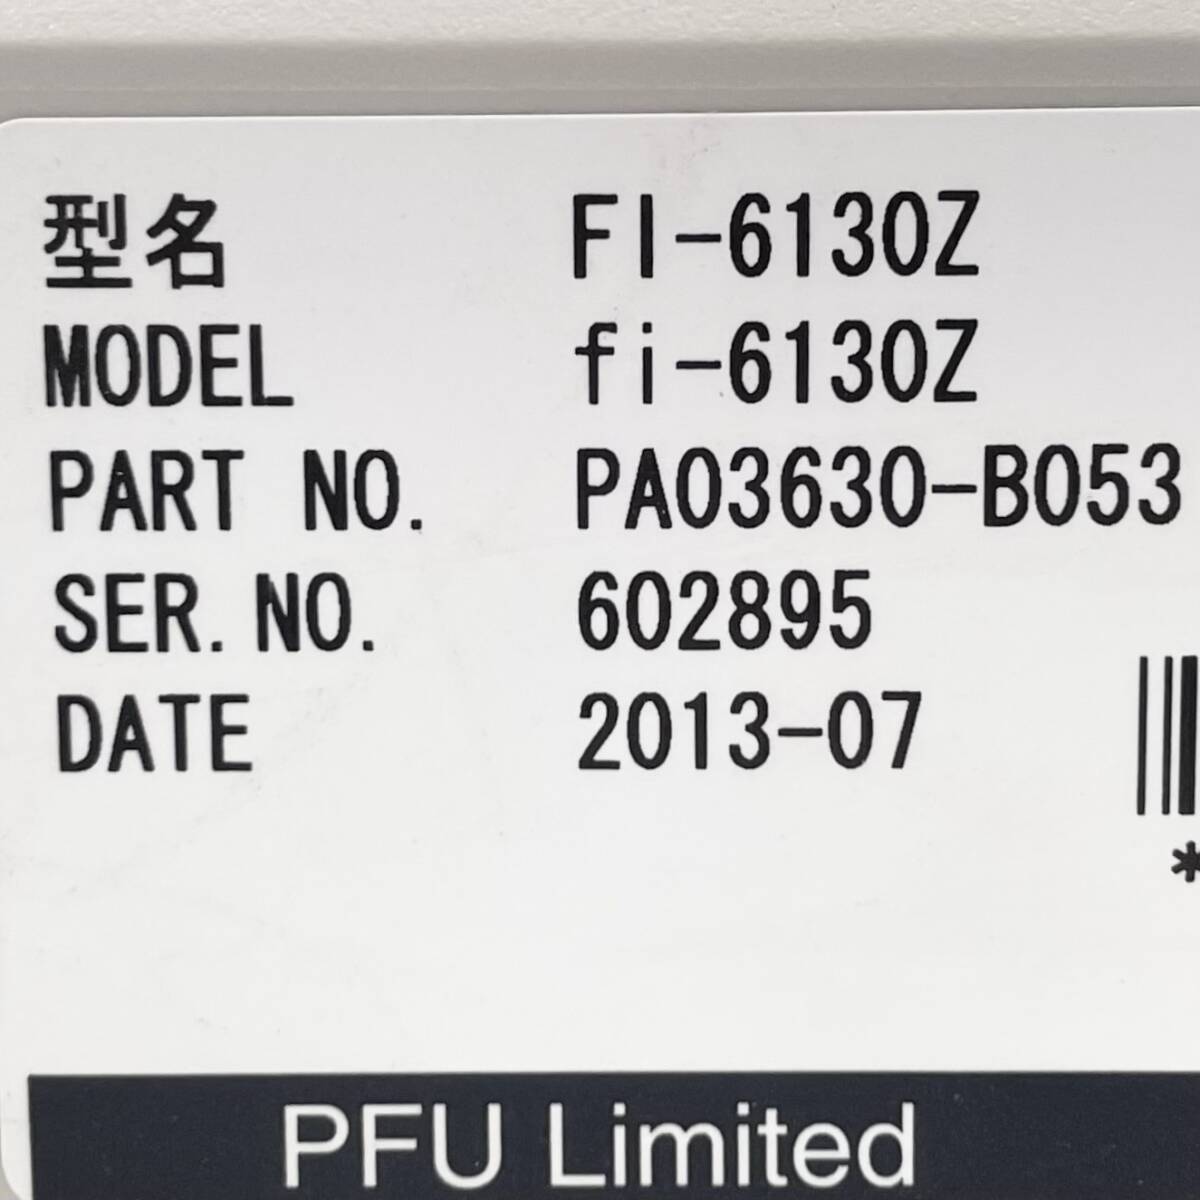 型名 FI-6130Z
MODEL fi-6130Z
PART NO. PA03630-B053
SER.NO. 602895
DATE 2013-07
*
PFU Limited